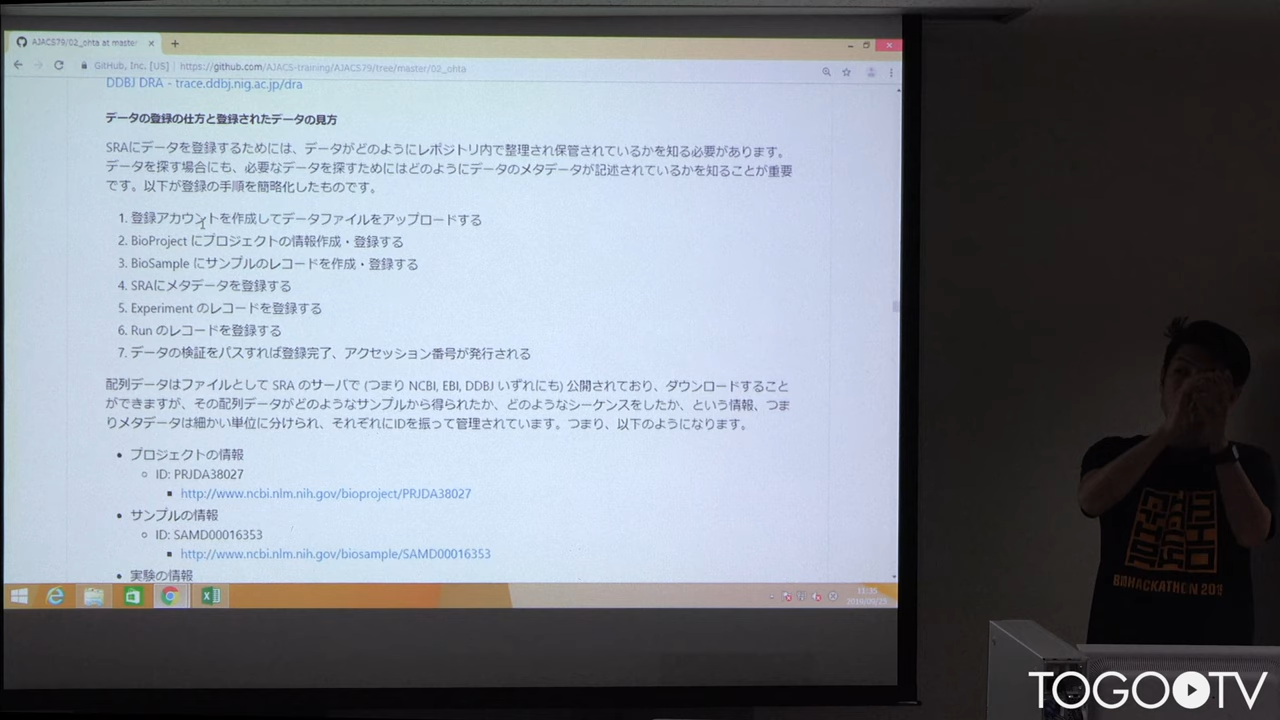 AJACS79/02_ohta at master
GitHub, Inc. [US] | https://github.com/AJACS-training/AJACS79/tree/master/02_ohta
DDBJ DRA - trace.ddbj.nig.ac.jp/dra
データの登録の仕方と登録されたデータの見方
SRAにデータを登録するためには、データがどのようにレポジトリ内で整理され保管されているかを知る必要があります。
データを探す場合にも、必要なデータを探すためにはどのようにデータのメタデータが記述されているかを知ることが重要
です。以下が登録の手順を簡略化したものです。
1. 登録アカウントを作成してデータファイルをアップロードする
2. BioProject にプロジェクトの情報作成・登録する
3. BioSample にサンプルのレコードを作成・登録する
4. SRAにメタデータを登録する
5. Experiment のレコードを登録する
6. Run のレコードを登録する
7. データの検証をパスすれば登録完了、アクセッション番号が発行される
配列データはファイルとして SRA のサーバで (つまり NCBI, EBI, DDBJ いずれにも) 公開されており、ダウンロードすること
ができますが、その配列データがどのようなサンプルから得られたか、どのようなシーケンスをしたか、という情報、つま
りメタデータは細かい単位に分けられ、それぞれにIDを振って管理されています。つまり、以下のようになります。
プロジェクトの情報
ID: PRJDA38027
http://www.ncbi.nlm.nih.gov/bioproject/PRJDA38027
サンプルの情報
ID: SAMD00016353
http://www.ncbi.nlm.nih.gov/biosample/SAMD00016353
実験の情報
11:35
2019/09/25
TOGO TV